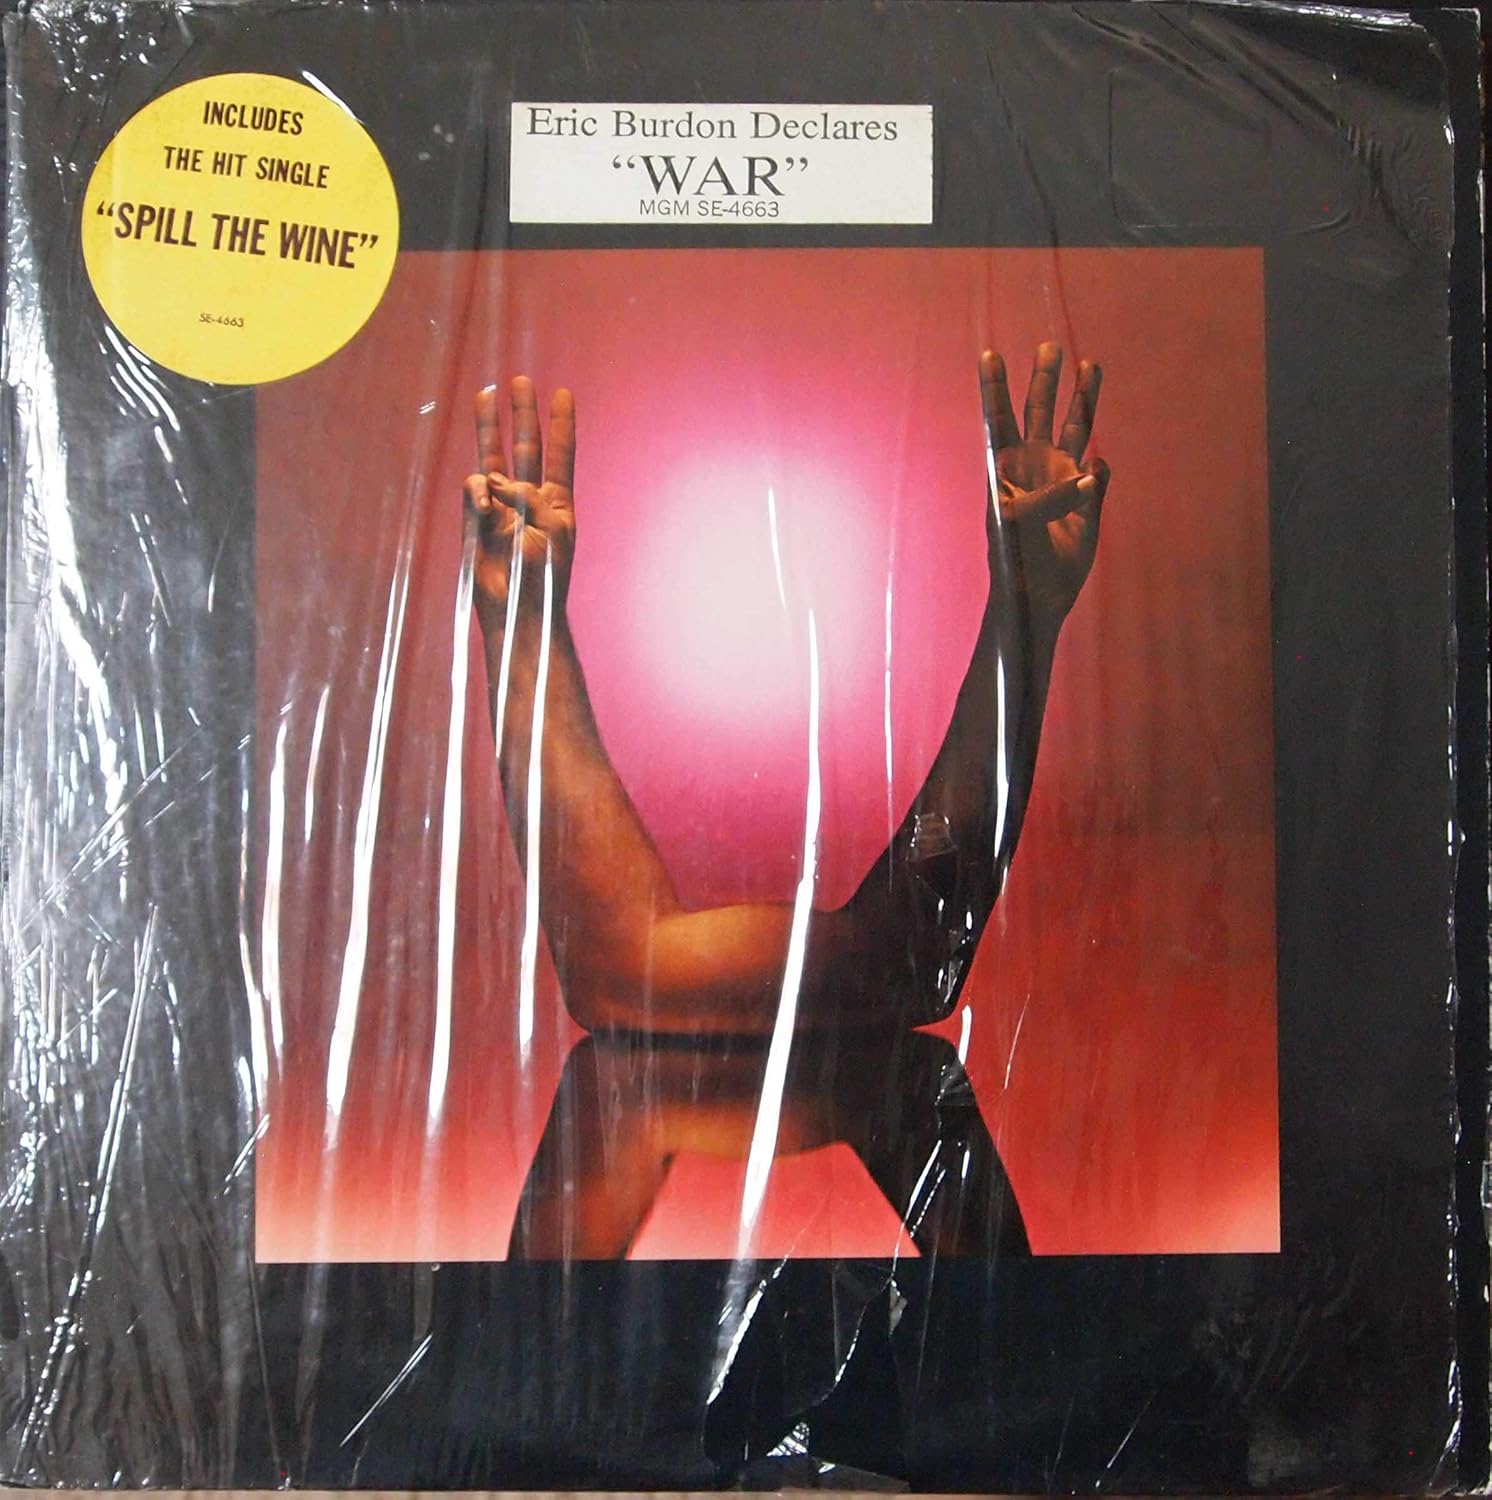 INCLUDES
THE HIT SINGLE
“SPILL THE WINE”
SE-4663
Eric Burdon Declares
“WAR”
MGM SE-4663